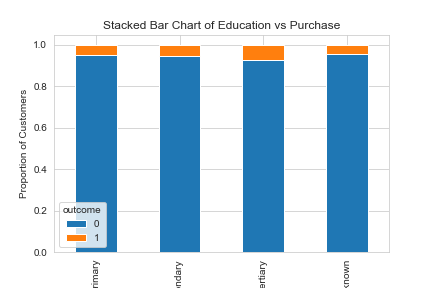 Stacked Bar Chart of Education vs Purchase
Proportion of Customers
1.0
0.8
0.6
0.4
0.2
0.0
outcome
0
1
rimary
ondary
ertiary
known